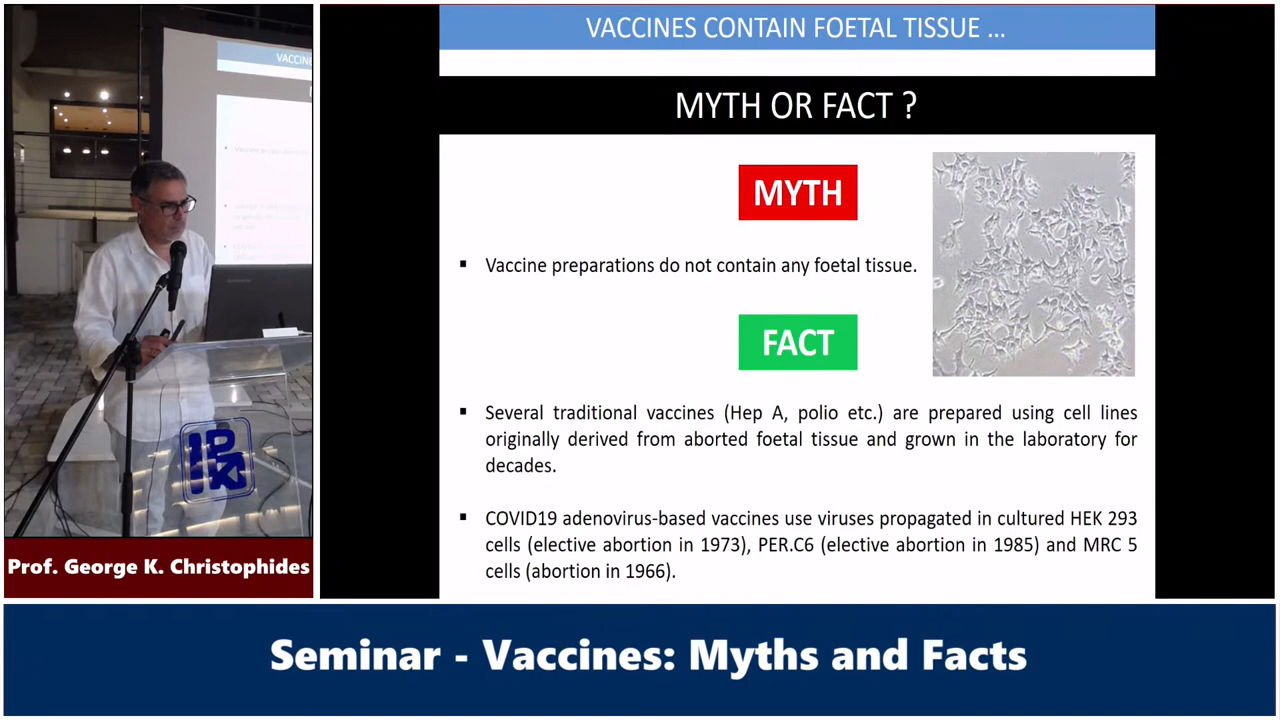 VACCINES CONTAIN FOETAL TISSUE ...
MYTH OR FACT ?
MYTH
▪ Vaccine preparations do not contain any foetal tissue.
FACT
▪ Several traditional vaccines (Hep A, polio etc.) are prepared using cell lines
originally derived from aborted foetal tissue and grown in the laboratory for
decades.
▪ COVID19 adenovirus-based vaccines use viruses propagated in cultured HEK 293
cells (elective abortion in 1973), PER.C6 (elective abortion in 1985) and MRC 5
cells (abortion in 1966).
VACCINE
Prof. George K. Christophides
Seminar - Vaccines: Myths and Facts